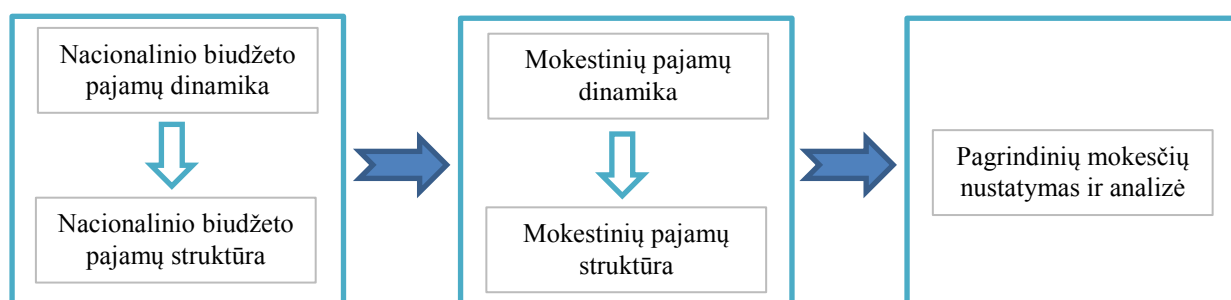 Nacionalinio biudžeto
pajamų dinamika
Nacionalinio biudžeto
pajamų struktūra
Mokestinių pajamų
dinamika
Mokestinių pajamų
struktūra
Pagrindinių mokesčių
nustatymas ir analizė